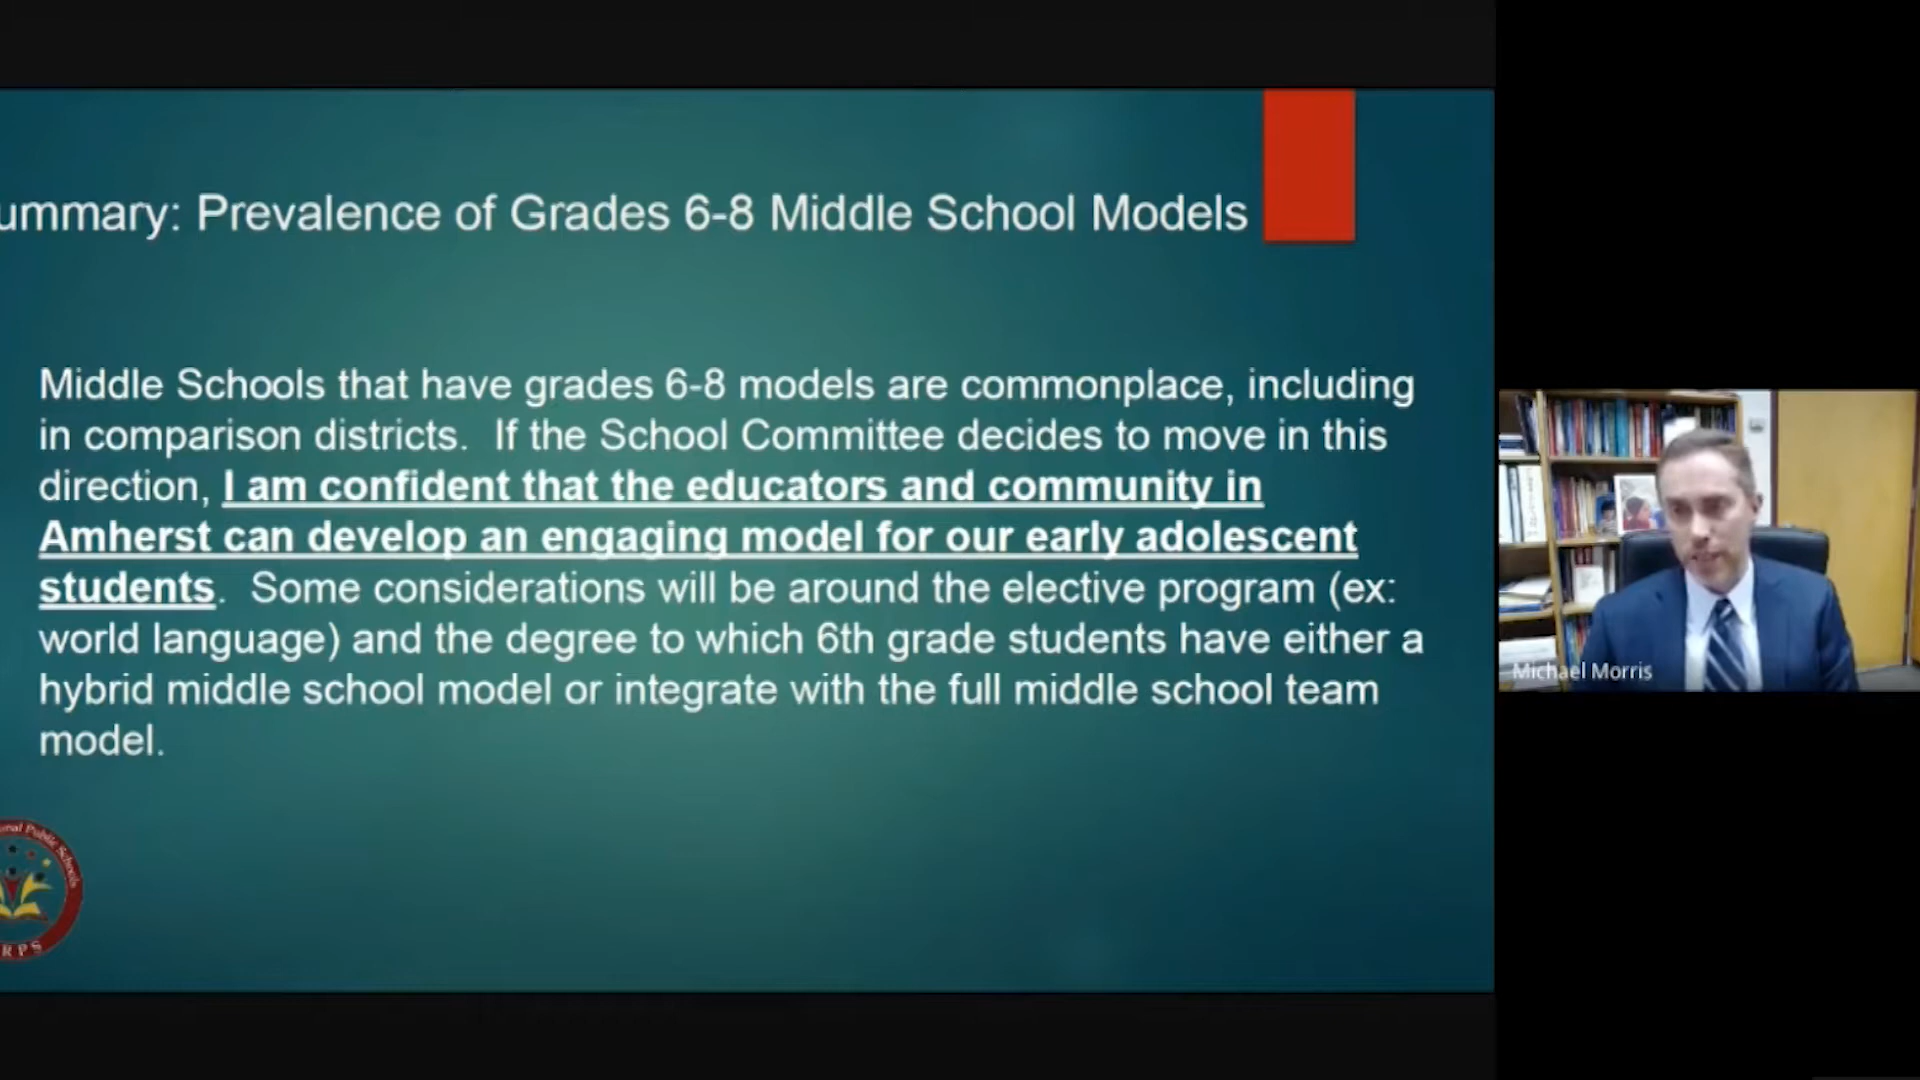 ummary: Prevalence of Grades 6-8 Middle School Models
Middle Schools that have grades 6-8 models are commonplace, including
in comparison districts.  If the School Committee decides to move in this
direction, I am confident that the educators and community in
Amherst can develop an engaging model for our early adolescent
students.  Some considerations will be around the elective program (ex:
world language) and the degree to which 6th grade students have either a
hybrid middle school model or integrate with the full middle school team
model.
onal Public Schools
RPS
Michael Morris